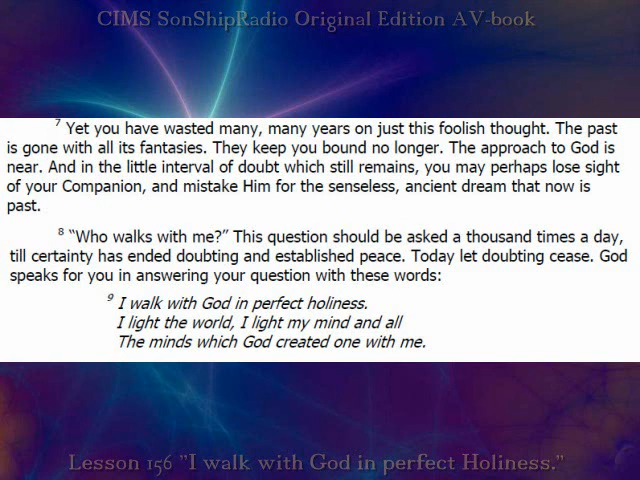 CIMS SonShipRadio Original Edition AV-book
7 Yet you have wasted many, many years on just this foolish thought. The past
is gone with all its fantasies. They keep you bound no longer. The approach to God is
near. And in the little interval of doubt which still remains, you may perhaps lose sight
of your Companion, and mistake Him for the senseless, ancient dream that now is
past.
8 “Who walks with me?” This question should be asked a thousand times a day,
till certainty has ended doubting and established peace. Today let doubting cease. God
speaks for you in answering your question with these words:
9 I walk with God in perfect holiness.
I light the world, I light my mind and all
The minds which God created one with me.
Lesson 156 "I walk with God in perfect Holiness."